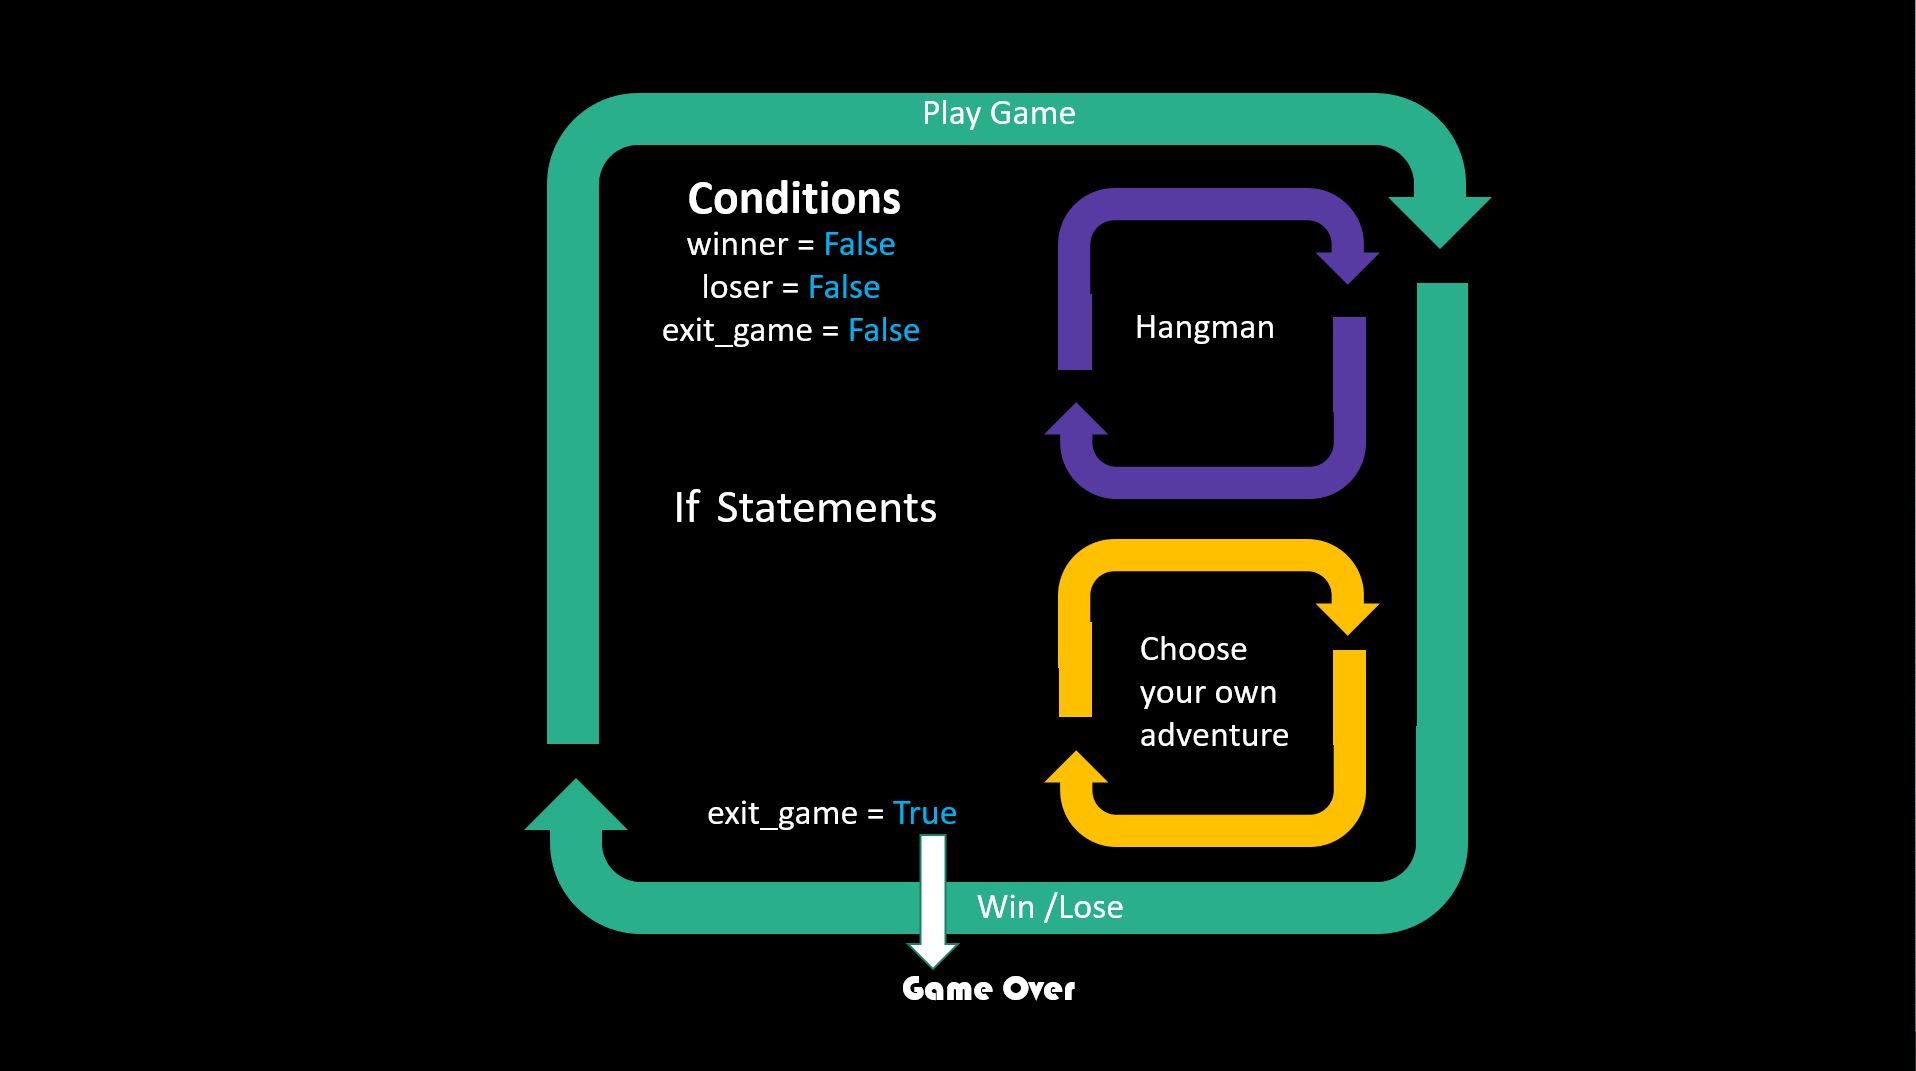 Play Game
Conditions
winner = False
loser = False
exit_game = False
Hangman
If Statements
Choose
your own
adventure
exit_game = True
Win /Lose
Game Over